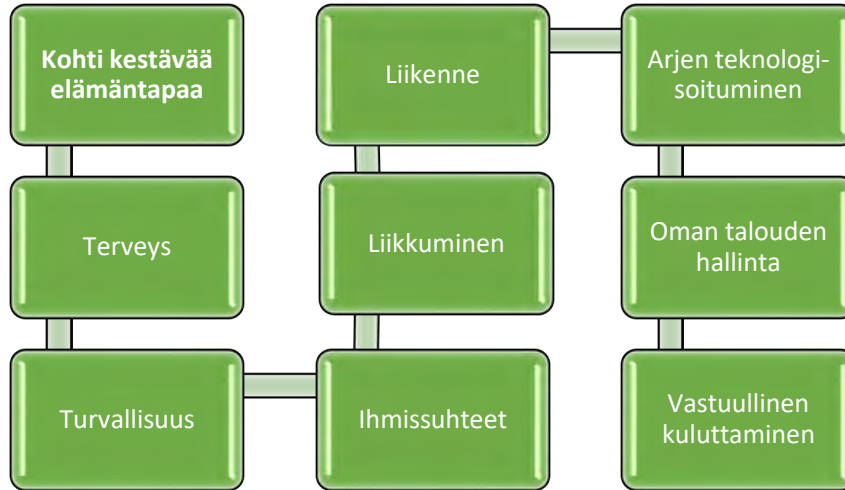 Kohti kestävää
elämäntapaa
Terveys
Turvallisuus
Ihmissuhteet
Liikkuminen
Liikenne
Arjen teknologi-
soituminen
Oman talouden
hallinta
Vastuullinen
kuluttaminen